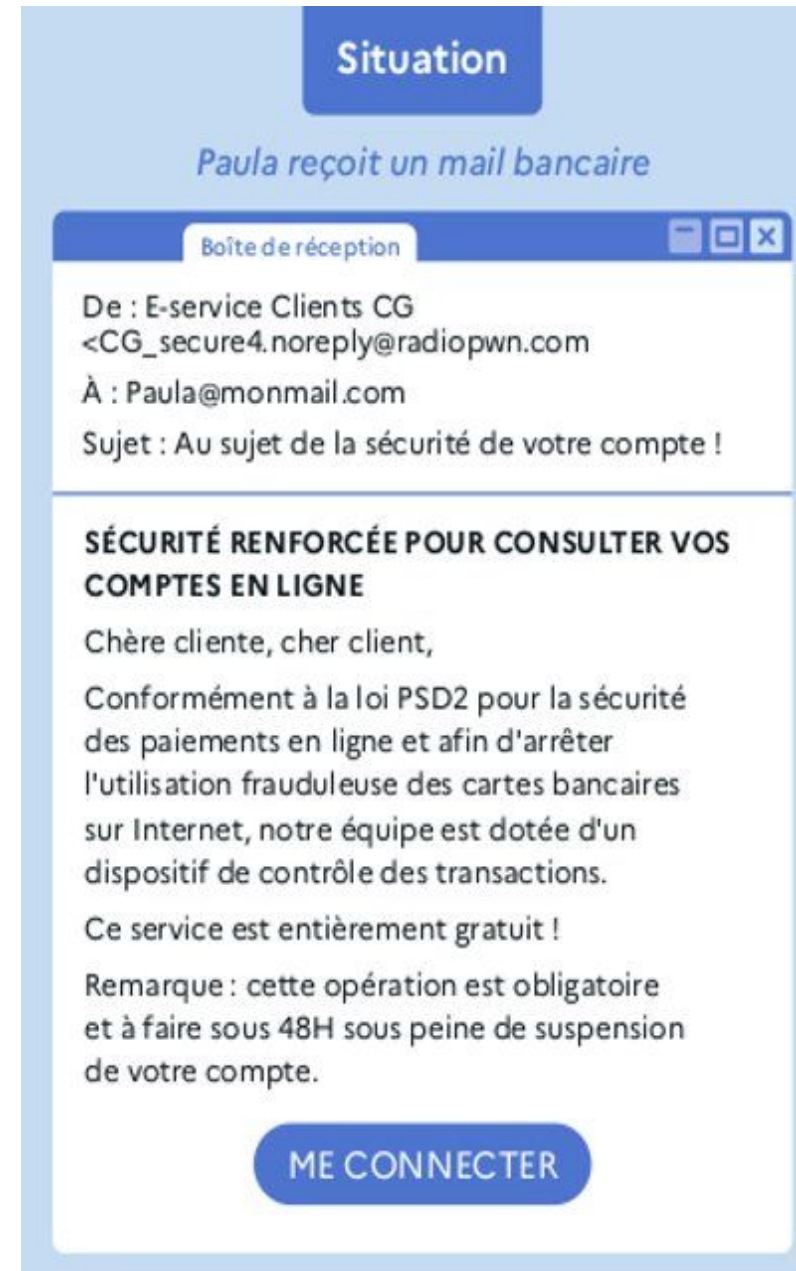 Situation
Paula reçoit un mail bancaire
Boîte de réception
De : E-service Clients CG
<CG_secure4.noreply@radiopwn.com
À : Paula@monmail.com
Sujet : Au sujet de la sécurité de votre compte !
SÉCURITÉ RENFORCÉE POUR CONSULTER VOS
COMPTES EN LIGNE
Chère cliente, cher client,
Conformément à la loi PSD2 pour la sécurité
des paiements en ligne et afin d'arrêter
l'utilisation frauduleuse des cartes bancaires
sur Internet, notre équipe est dotée d'un
dispositif de contrôle des transactions.
Ce service est entièrement gratuit !
Remarque : cette opération est obligatoire
et à faire sous 48H sous peine de suspension
de votre compte.
ME CONNECTER